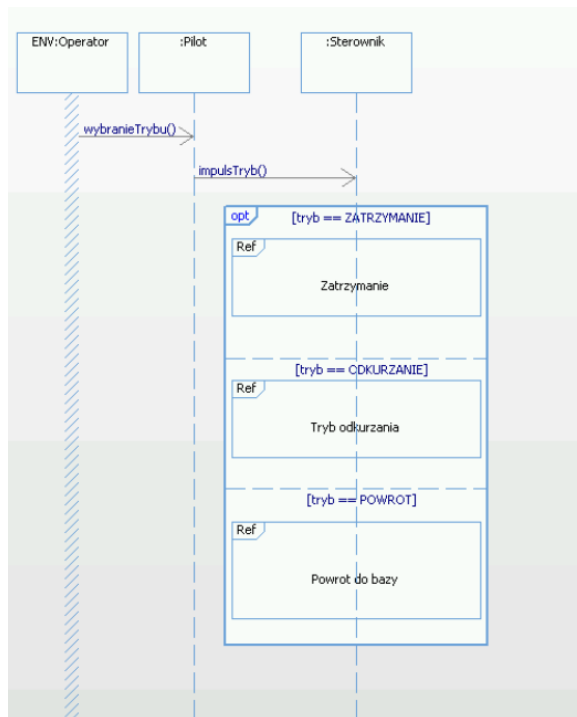 ENV:Operator
:Pilot
:Sterownik
wybranieTrybu()
impulsTryb()
opt
[tryb == ZATRZYMANIE]
Ref
Zatrzymanie
[tryb == ODKURZANIE]
Ref
Tryb odkurzania
[tryb == POWROT]
Ref
Powrot do bazy